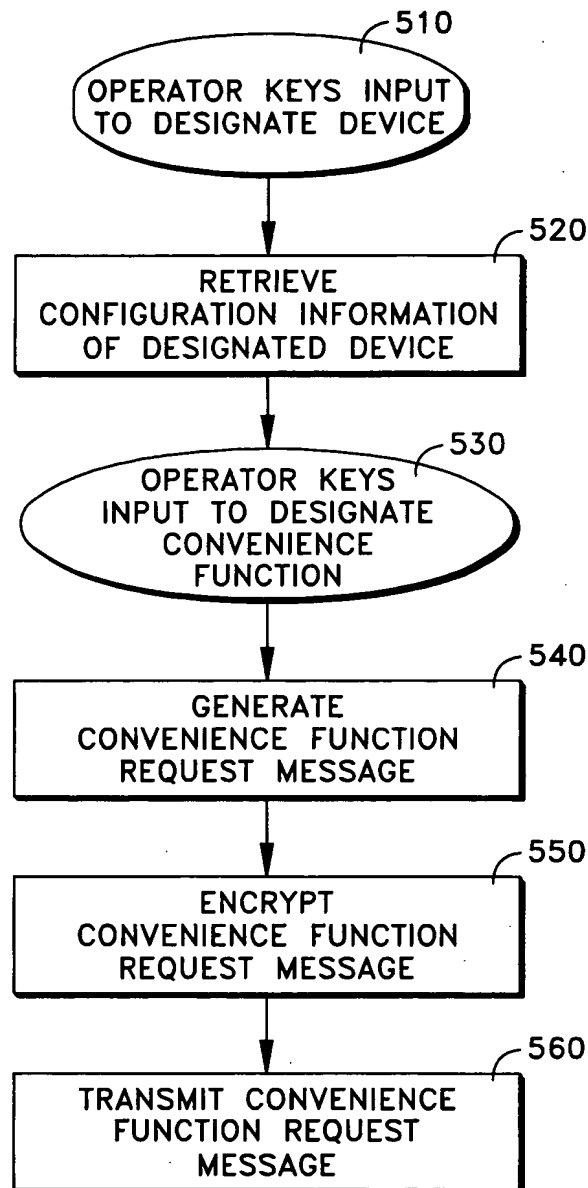 510
OPERATOR KEYS INPUT
TO DESIGNATE DEVICE
520
RETRIEVE
CONFIGURATION INFORMATION
OF DESIGNATED DEVICE
530
OPERATOR KEYS
INPUT TO DESIGNATE
CONVENIENCE
FUNCTION
540
GENERATE
CONVENIENCE FUNCTION
REQUEST MESSAGE
550
ENCRYPT
CONVENIENCE FUNCTION
REQUEST MESSAGE
560
TRANSMIT CONVENIENCE
FUNCTION REQUEST
MESSAGE